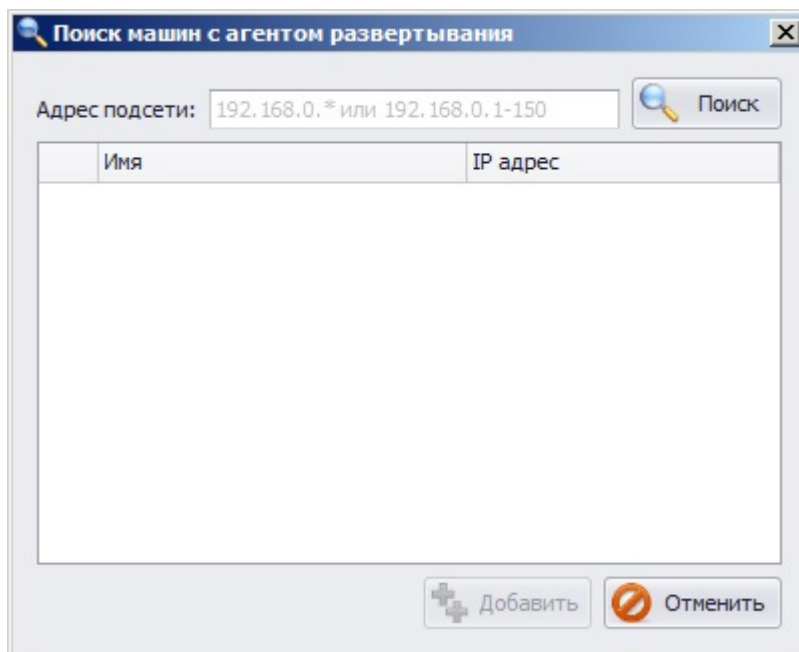 Поиск машин с агентом развертывания
Адрес подсети: 192.168.0.* или 192.168.0.1-150 Поиск
Имя IP адрес
Добавить Отменить